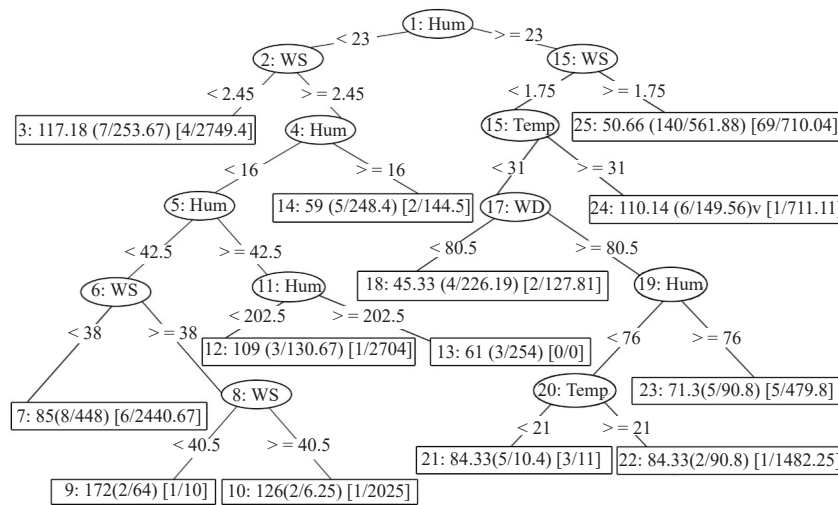 1: Hum
< 23
> = 23
2: WS
15: WS
< 2.45
> = 2.45
< 1.75
> = 1.75
3: 117.18 (7/253.67) [4/2749.4]
4: Hum
15: Temp
25: 50.66 (140/561.88) [69/710.04]
< 16
> = 16
< 31
> = 31
5: Hum
14: 59 (5/248.4) [2/144.5]
17: WD
24: 110.14 (6/149.56)v [1/711.11]
< 42.5
> = 42.5
< 80.5
> = 80.5
6: WS
11: Hum
18: 45.33 (4/226.19) [2/127.81]
19: Hum
< 38
> = 38
< 202.5
> = 202.5
< 76
> = 76
12: 109 (3/130.67) [1/2704]
13: 61 (3/254) [0/0]
7: 85(8/448) [6/2440.67]
8: WS
20: Temp
23: 71.3(5/90.8) [5/479.8]
< 40.5
> = 40.5
< 21
> = 21
21: 84.33(5/10.4) [3/11]
22: 84.33(2/90.8) [1/1482.25]
9: 172(2/64) [1/10]
10: 126(2/6.25) [1/2025]